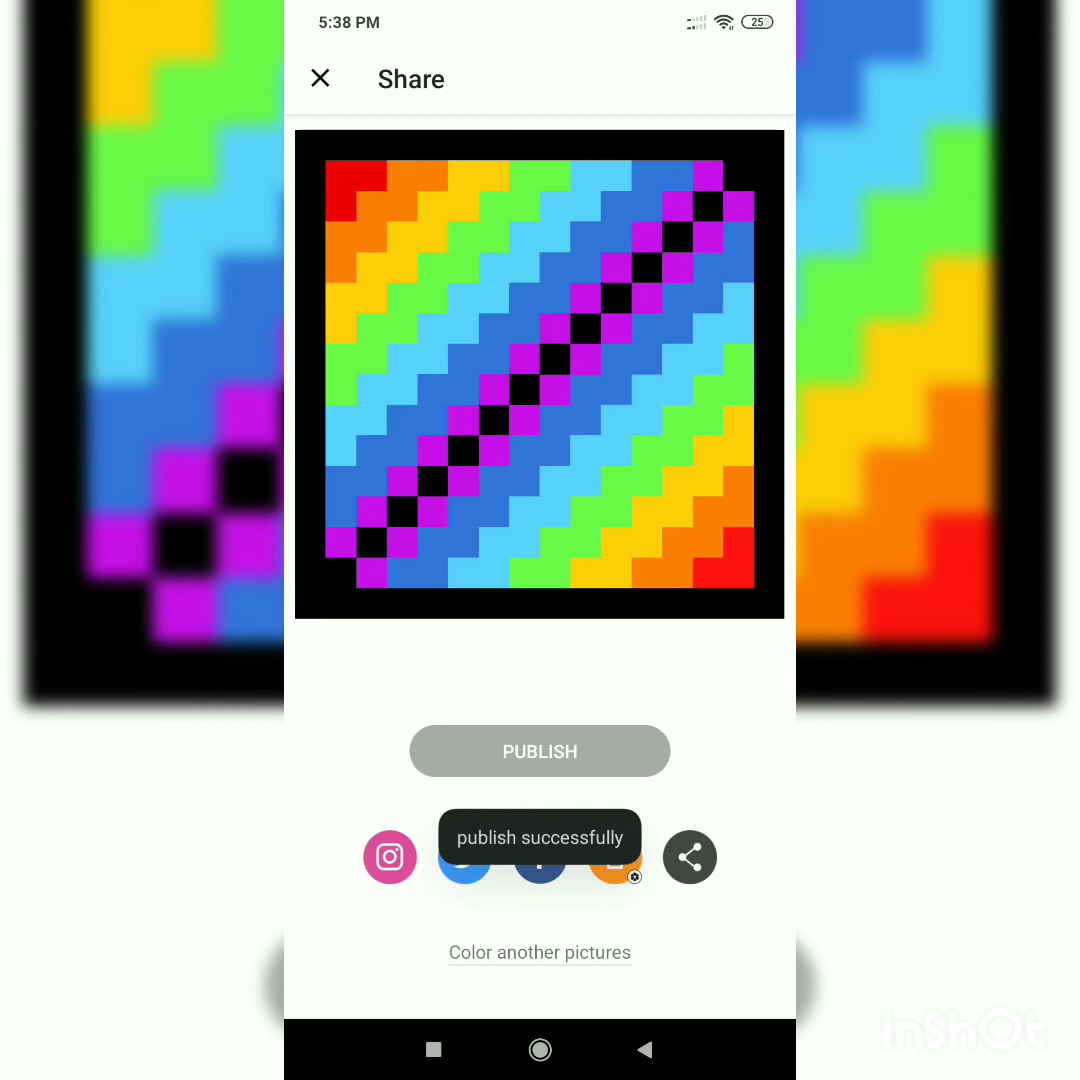 5:38 PM
25
Share
PUBLISH
publish successfully
Color another pictures
InShOt